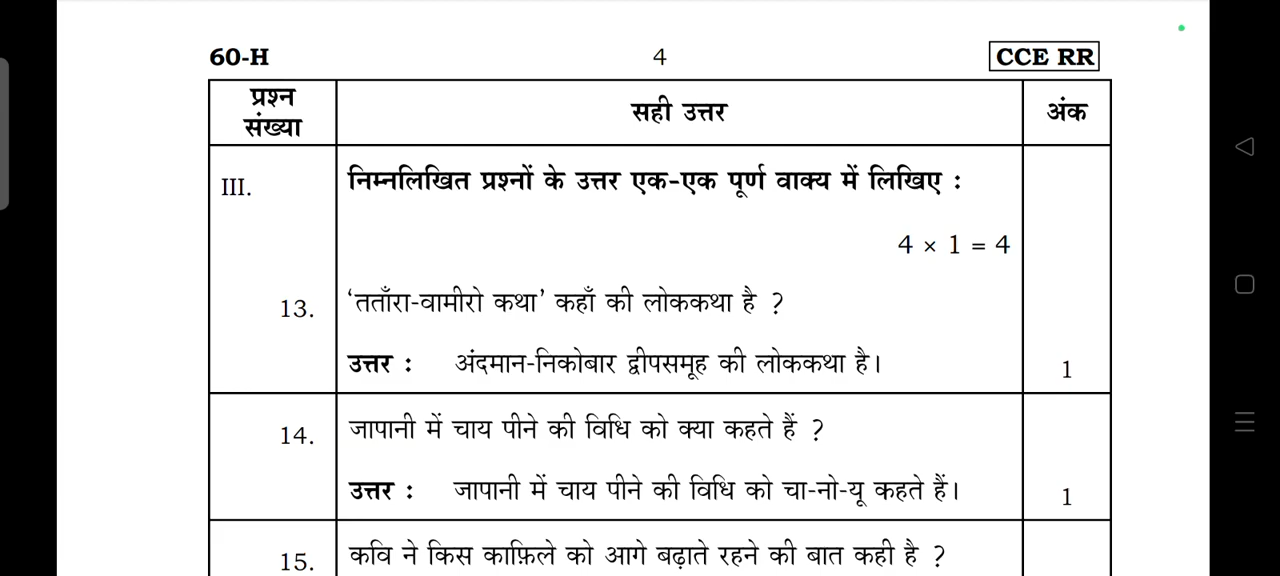 60-H 4 CCE RR
प्रश्न संख्या सही उत्तर अंक
III. निम्नलिखित प्रश्नों के उत्तर एक-एक पूर्ण वाक्य में लिखिए :
4 × 1 = 4
13. ‘तताँरा-वामीरो कथा’ कहाँ की लोककथा है ?
उत्तर : अंदमान-निकोबार द्वीपसमूह की लोककथा है। 1
14. जापानी में चाय पीने की विधि को क्या कहते हैं ?
उत्तर : जापानी में चाय पीने की विधि को चा-नो-यू कहते हैं। 1
15. कवि ने किस काफ़िले को आगे बढ़ाते रहने की बात कही है ?